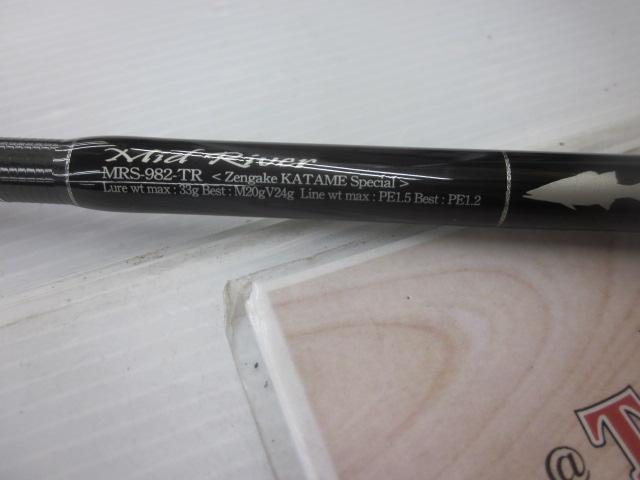 Mid River
MRS-982-TR < Zengake KATAME Special >
Lure wt max : 33g Best : M20gV24g Line wt max : PE1.5 Best : PE1.2
@T